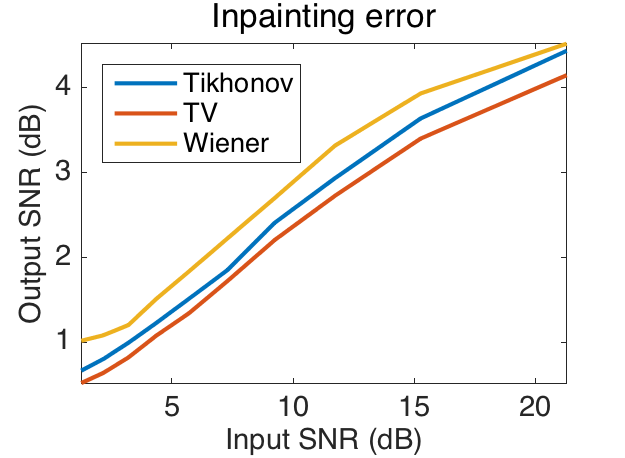 Inpainting error
Output SNR (dB)
4
3
2
1
Tikhonov
TV
Wiener
5 10 15 20
Input SNR (dB)